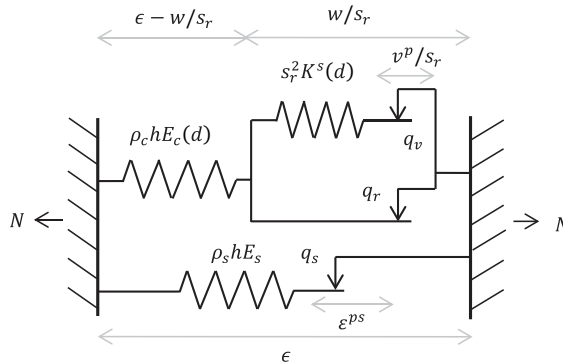 ϵ − w/s_r w/s_r
s_r^2 K^s(d) v^p/s_r
ρ_c h E_c(d) q_v
q_r
N N
ρ_s h E_s q_s
ε^{ps}
ϵ